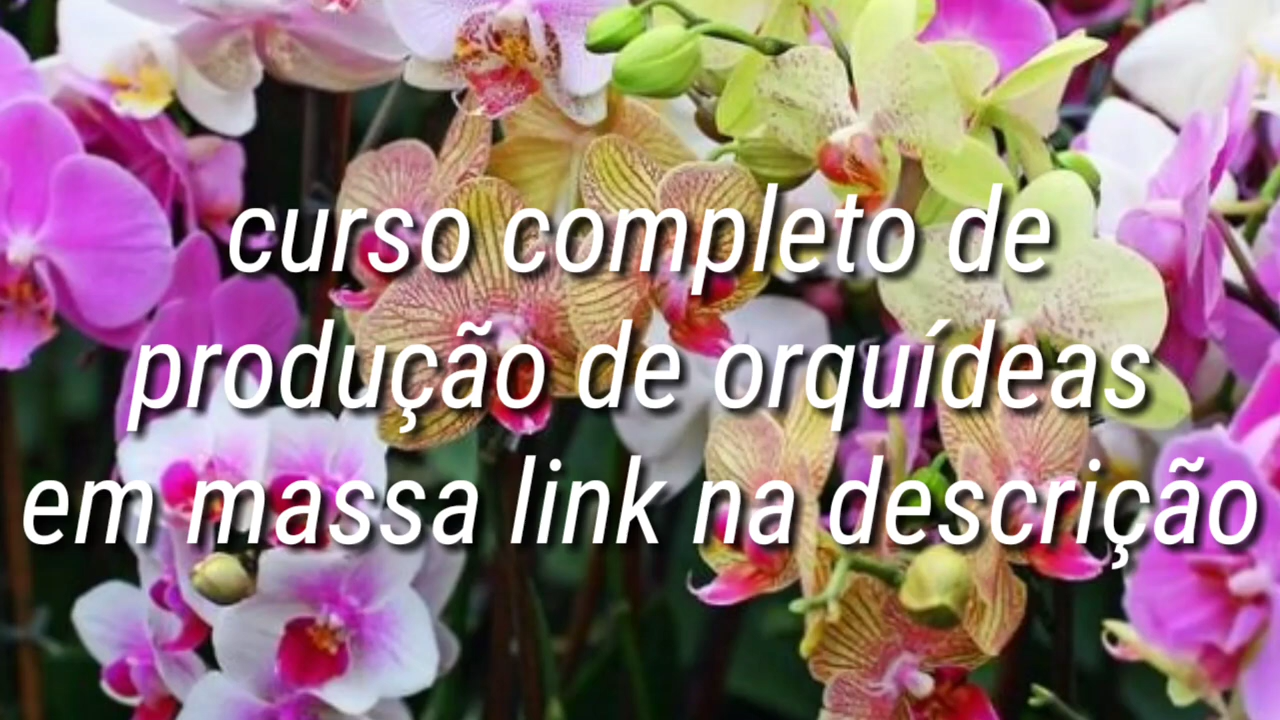 curso completo de
produção de orquídeas
em massa link na descrição